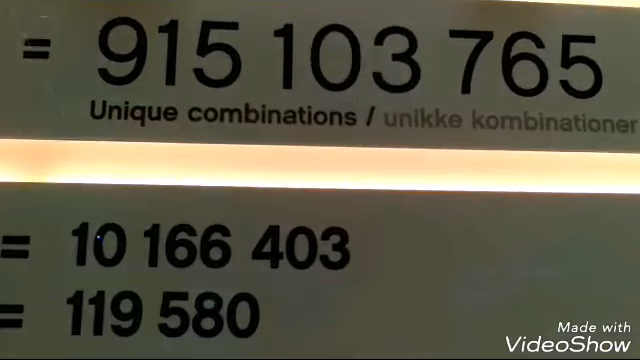 = 915 103 765
Unique combinations / unikke kombinationer
= 10 166 403
= 119 580
Made with
VideoShow